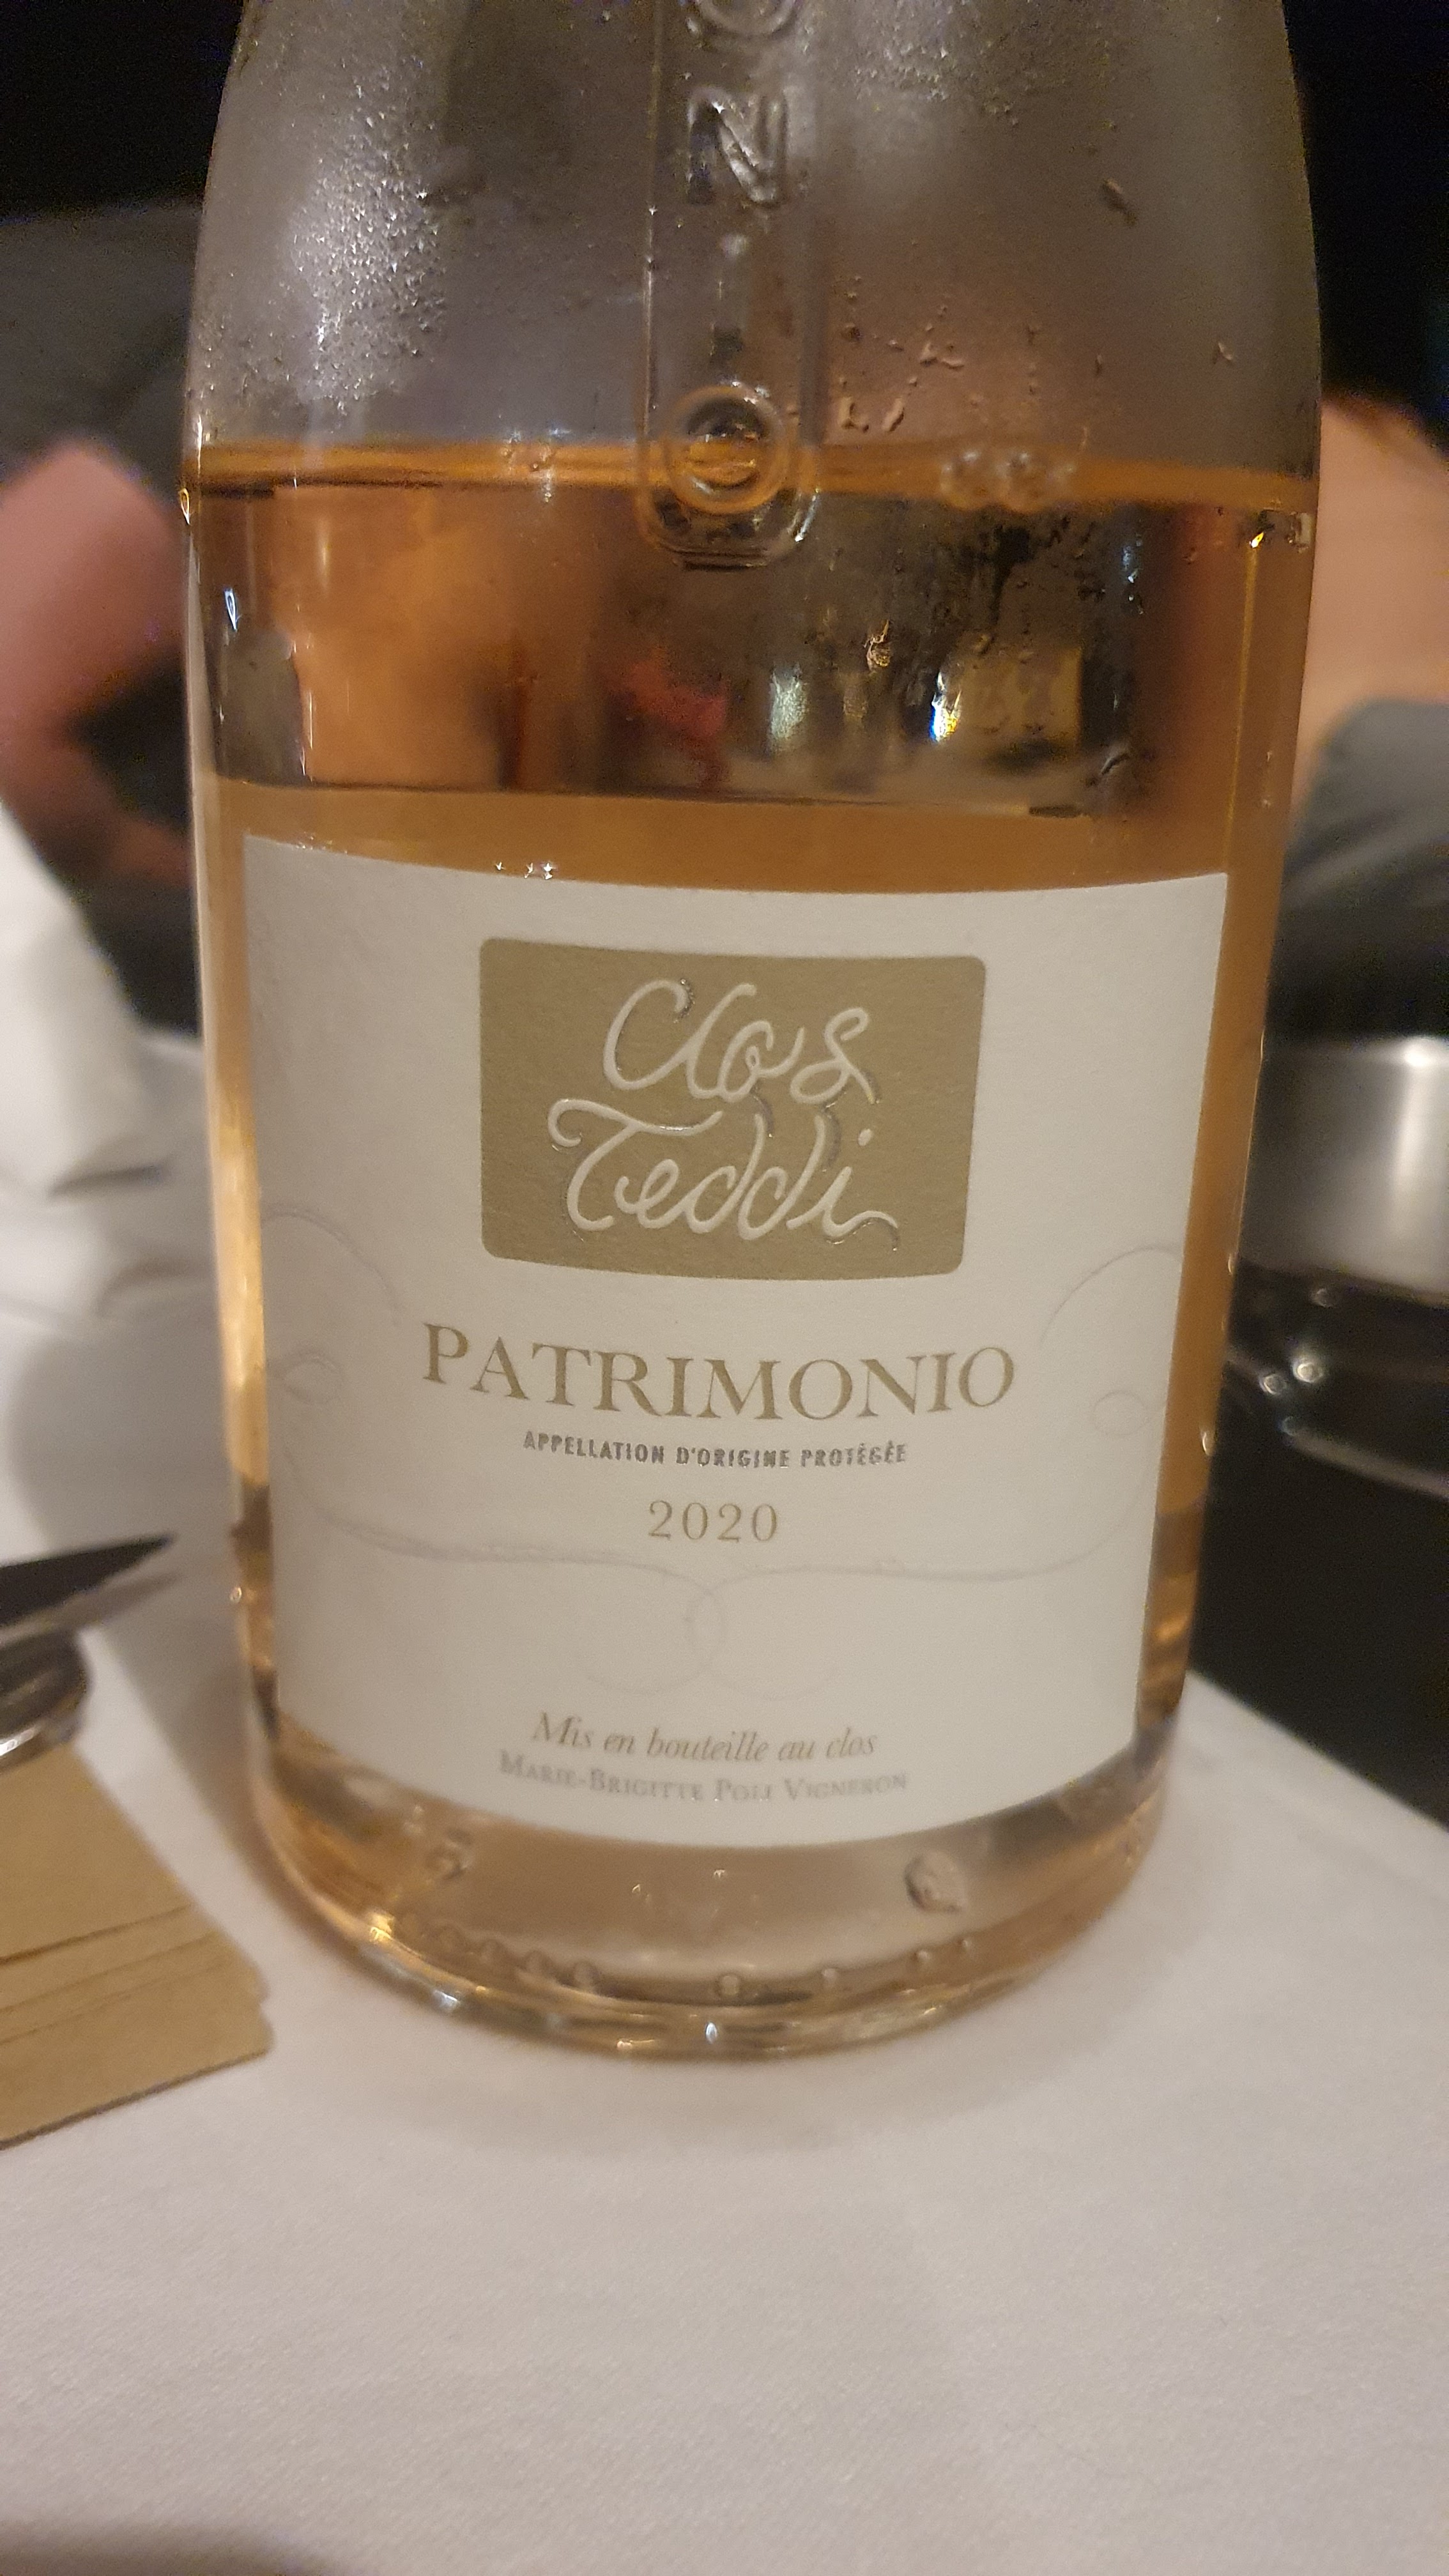 N
I
O
Clos
Teddi
PATRIMONIO
APPELLATION D'ORIGINE PROTÉGÉE
2020
Mis en bouteille au clos
MARIE-BRIGITTE POLI VIGNERON